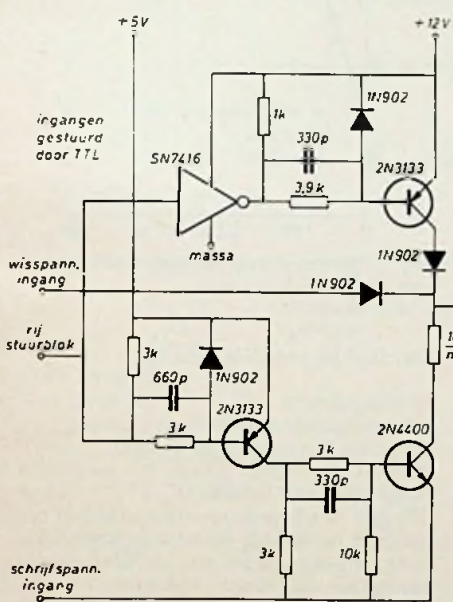 +5V
+12V
ingangen
gestuurd
door TTL
1N902
1k
330p
SN7416
2N3133
3,9k
massa
1N902
wisspann.
ingang
1N902
rij
stuurblok
3k
660p
1N902
2N3133
2N4400
3k
3k
330p
3k
10k
schrijfspann.
ingang